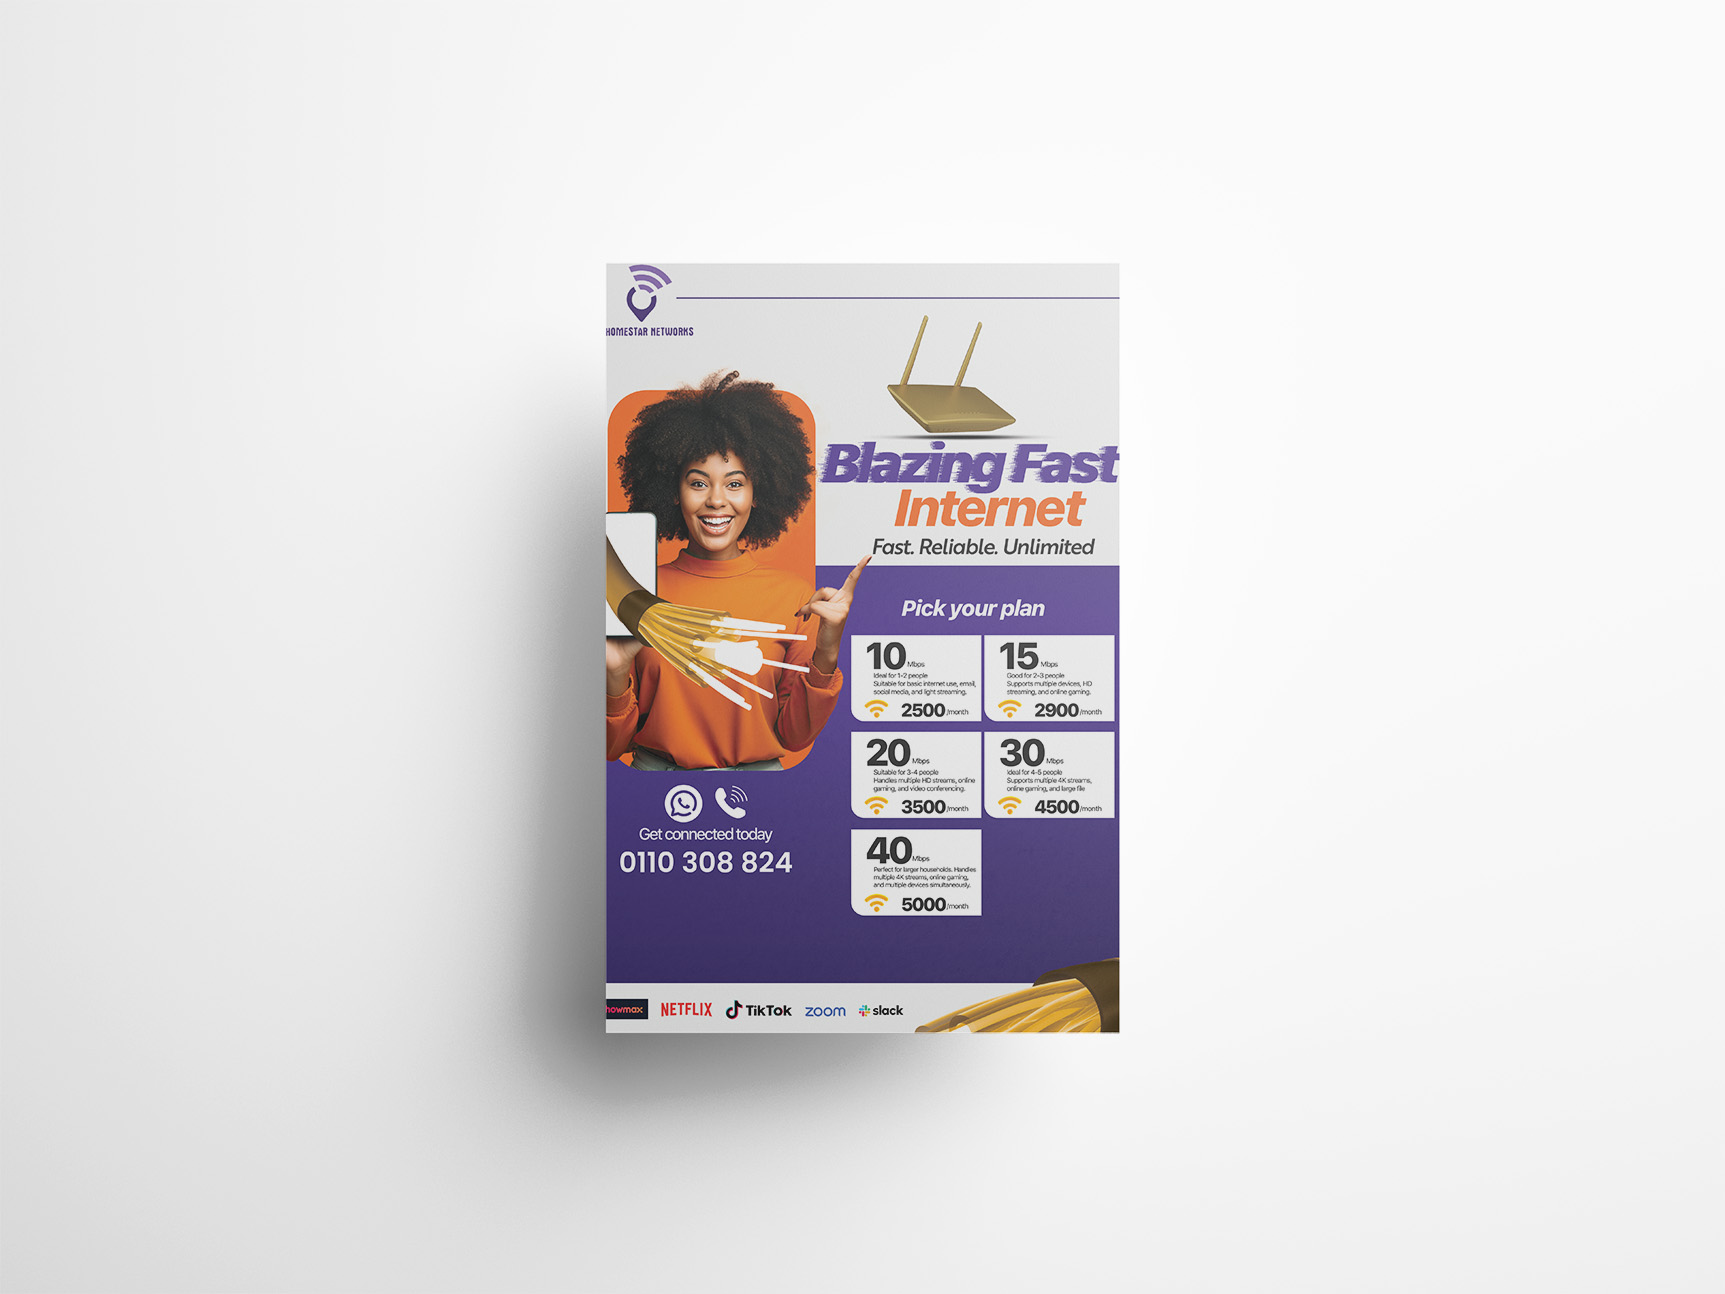 HOMESTAR NETWORKS
Blazing Fast
Internet
Fast. Reliable. Unlimited
Pick your plan
10 Mbps
Ideal for 1-2 people
Suitable for basic internet use, email,
social media, and light streaming.
2500 /month
15 Mbps
Good for 2-3 people
Supports multiple devices, HD
streaming, and online gaming.
2900 /month
20 Mbps
Suitable for 3-4 people
Handles multiple HD streams, online
gaming, and video conferencing.
3500 /month
30 Mbps
Ideal for 4-5 people
Supports multiple 4K streams,
online gaming, and large file
4500 /month
40 Mbps
Perfect for larger households. Handles
multiple 4K streams, online gaming,
and multiple devices simultaneously.
5000 /month
Get connected today
0110 308 824
howmax NETFLIX TikTok zoom slack